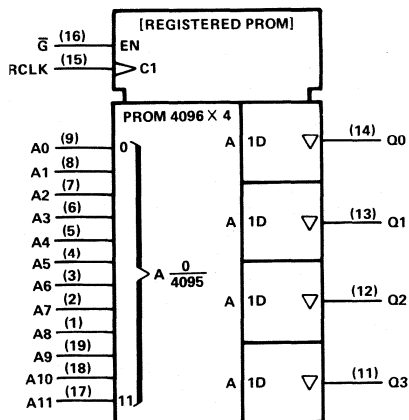 [REGISTERED PROM]
G̅ (16) EN
RCLK (15) C1
PROM 4096 X 4
A0 (9) 0 A 1D ▽ (14) Q0
A1 (8)
A2 (7)
A3 (6) A 1D ▽ (13) Q1
A4 (5)
A5 (4)
A6 (3) A 0/4095 A 1D ▽ (12) Q2
A7 (2)
A8 (1)
A9 (19)
A10 (18) A 1D ▽ (11) Q3
A11 (17) 11